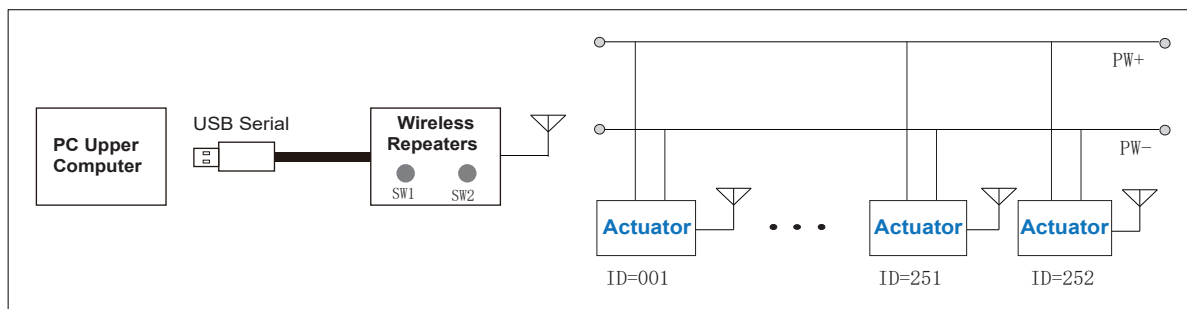 PC Upper
Computer
USB Serial
Wireless
Repeaters
SW1 SW2
PW+
PW-
Actuator
Actuator
Actuator
ID=001
ID=251
ID=252